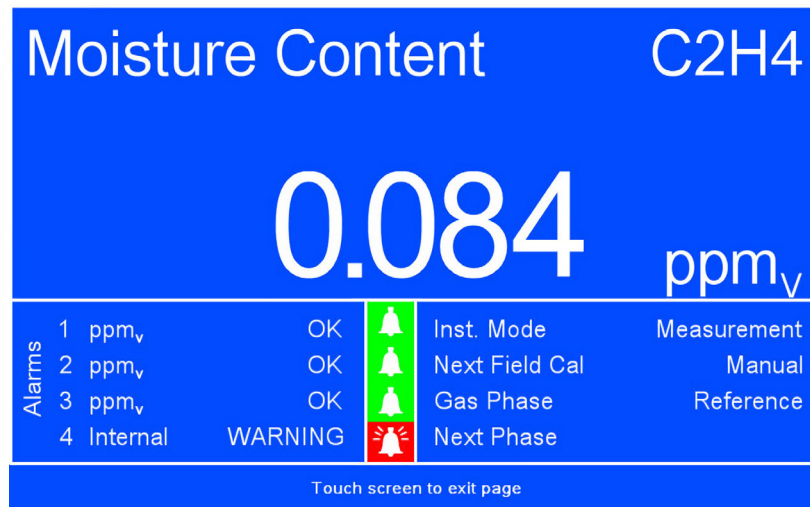 Moisture Content C2H4
0.084 ppmv
Alarms
1 ppmv OK
2 ppmv OK
3 ppmv OK
4 Internal WARNING
Inst. Mode Measurement
Next Field Cal Manual
Gas Phase Reference
Next Phase
Touch screen to exit page